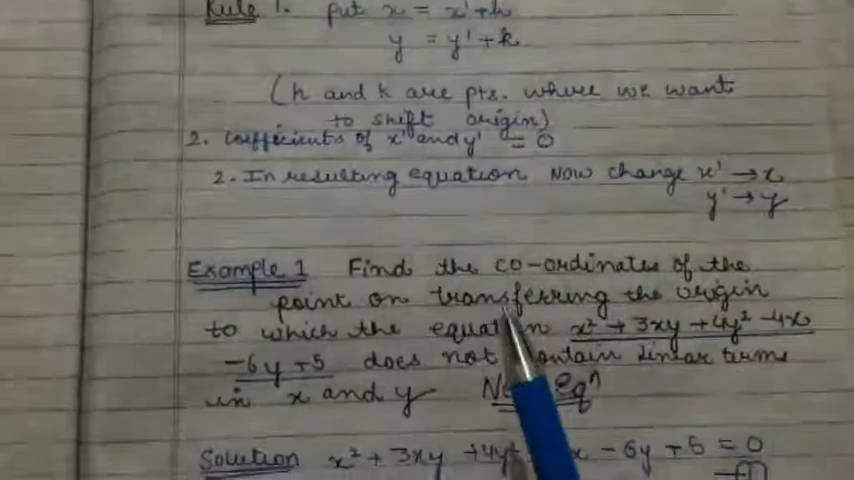 Rule 1. put x = x' + h
y = y' + k
(h and k are pts. where we want
to shift origin)
2. Coefficients of x' and y' = 0
2. In resulting equation Now change x' → x
y' → y
Example 1 Find the co-ordinates of the
point on transferring the origin
to which the equation x² + 3xy + 4y² - 4x
- 6y + 5 does not contain linear terms
in x and y eqⁿ
Solution x² + 3xy + 4y² x - 6y + 5 = 0